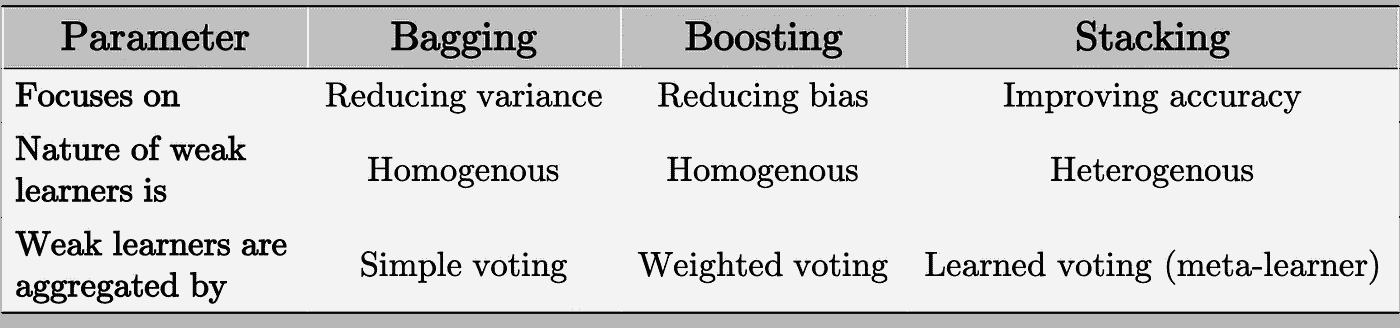 Parameter Bagging Boosting Stacking
Focuses on Reducing variance Reducing bias Improving accuracy
Nature of weak
learners is Homogenous Homogenous Heterogenous
Weak learners are
aggregated by Simple voting Weighted voting Learned voting (meta-learner)